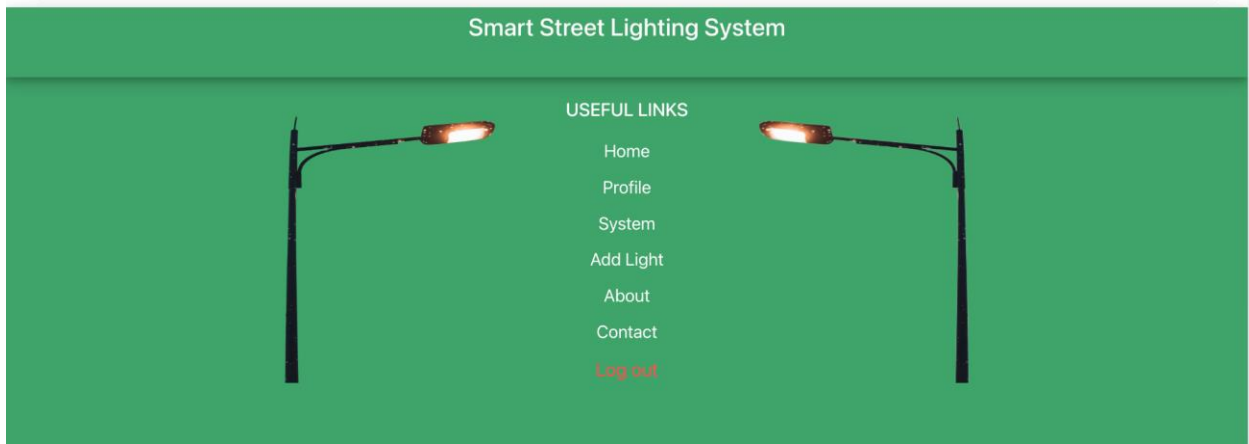 Smart Street Lighting System
USEFUL LINKS
Home
Profile
System
Add Light
About
Contact
Log out